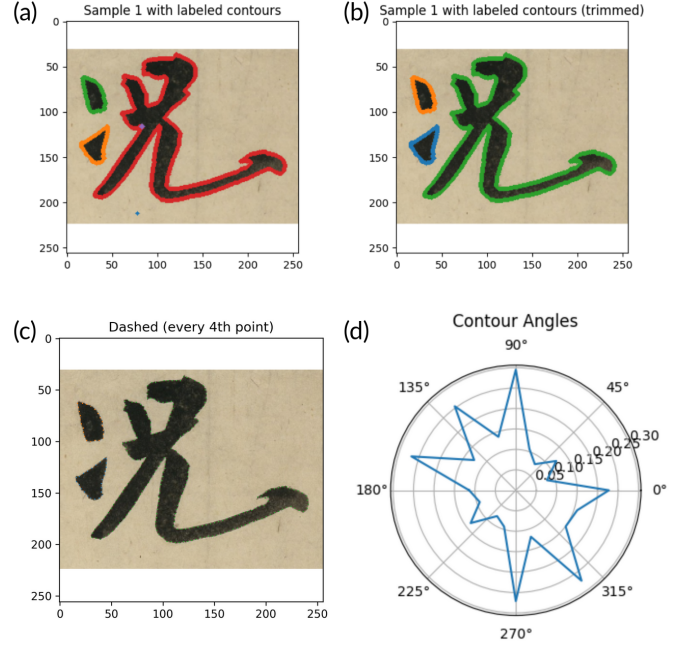 (a)
Sample 1 with labeled contours
0
50
100
150
200
250
0 50 100 150 200 250
况
(b)
Sample 1 with labeled contours (trimmed)
0
50
100
150
200
250
0 50 100 150 200 250
况
(c)
Dashed (every 4th point)
0
50
100
150
200
250
0 50 100 150 200 250
况
(d)
Contour Angles
90°
135° 45°
0.30
0.25
0.20
0.15
0.10
0.05
180° 0°
225° 315°
270°